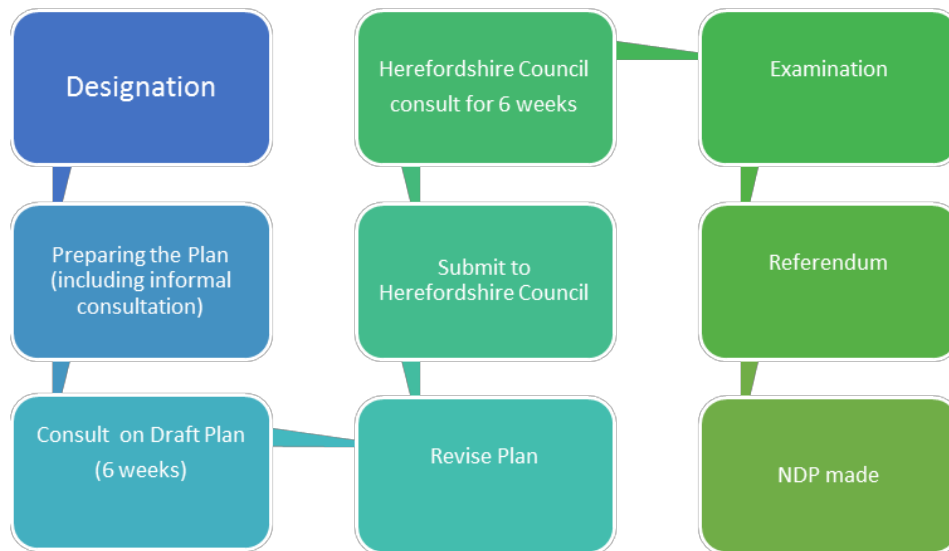 Designation
Preparing the Plan
(including informal
consultation)
Consult on Draft Plan
(6 weeks)
Revise Plan
Submit to
Herefordshire Council
Herefordshire Council
consult for 6 weeks
Examination
Referendum
NDP made